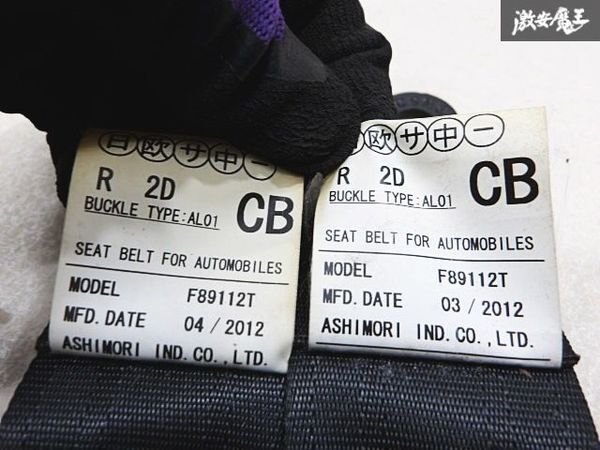 激安魔王
日欧サ中一
R 2D
CB
BUCKLE TYPE:AL01
SEAT BELT FOR AUTOMOBILES
MODEL F89112T
MFD. DATE 04/2012
ASHIMORI IND.CO.,LTD.
欧サ中一
R 2D
CB
BUCKLE TYPE:AL01
SEAT BELT FOR AUTOMOBILES
MODEL F89112T
MFD. DATE 03/2012
ASHIMORI IND.CO.,LTD.